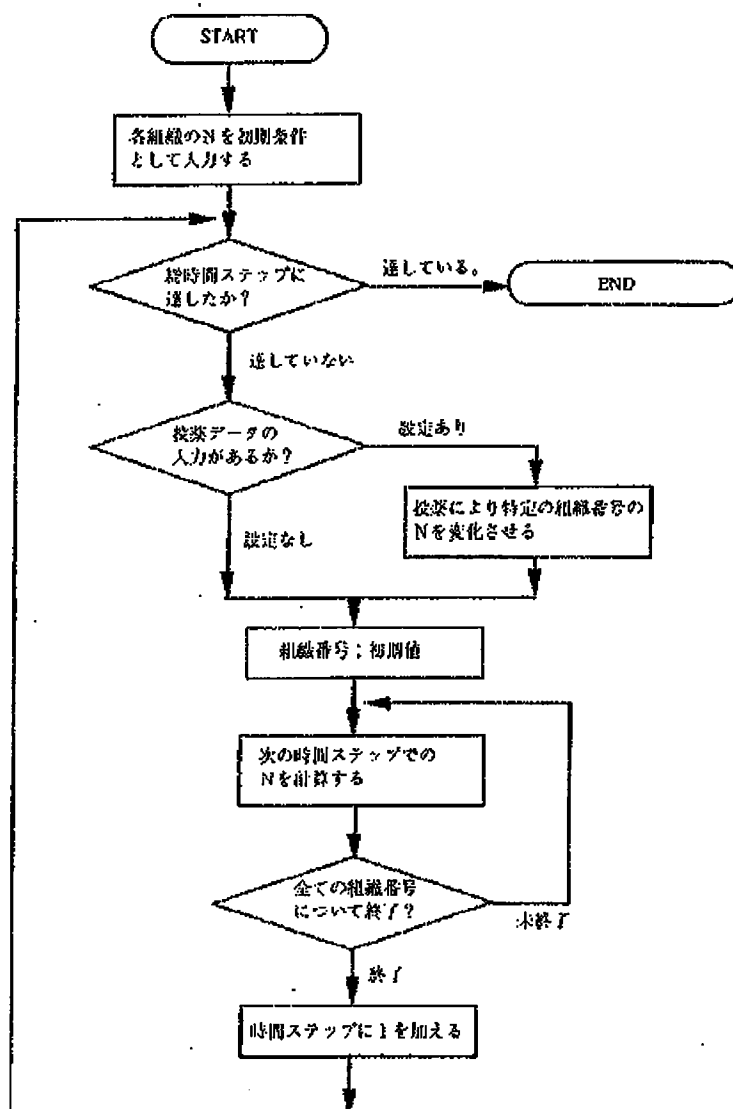 START
各組織のNを初期条件
として入力する
総時間ステップに
達したか?
達している。
END
達していない
投薬データの
入力があるか?
設定あり
投薬により特定の組織番号の
Nを変化させる
設定なし
組織番号:初期値
次の時間ステップでの
Nを計算する
全ての組織番号
について終了?
未終了
終了
時間ステップに1を加える